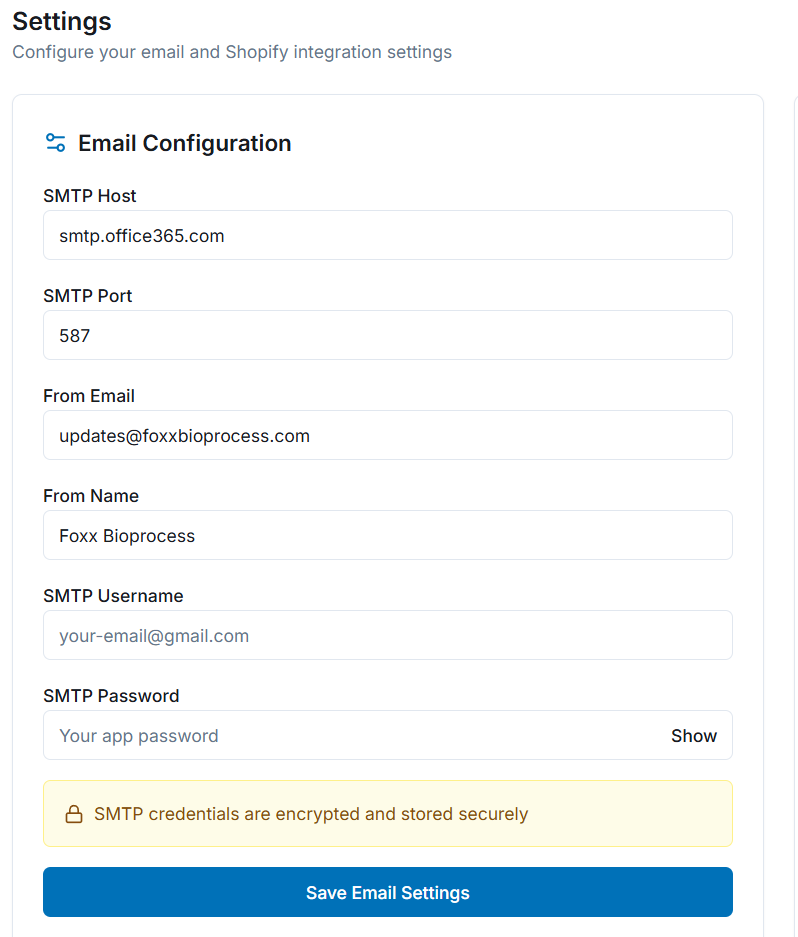 Settings
Configure your email and Shopify integration settings
Email Configuration
SMTP Host
smtp.office365.com
SMTP Port
587
From Email
updates@foxxbioprocess.com
From Name
Foxx Bioprocess
SMTP Username
your-email@gmail.com
SMTP Password
Your app password Show
SMTP credentials are encrypted and stored securely
Save Email Settings